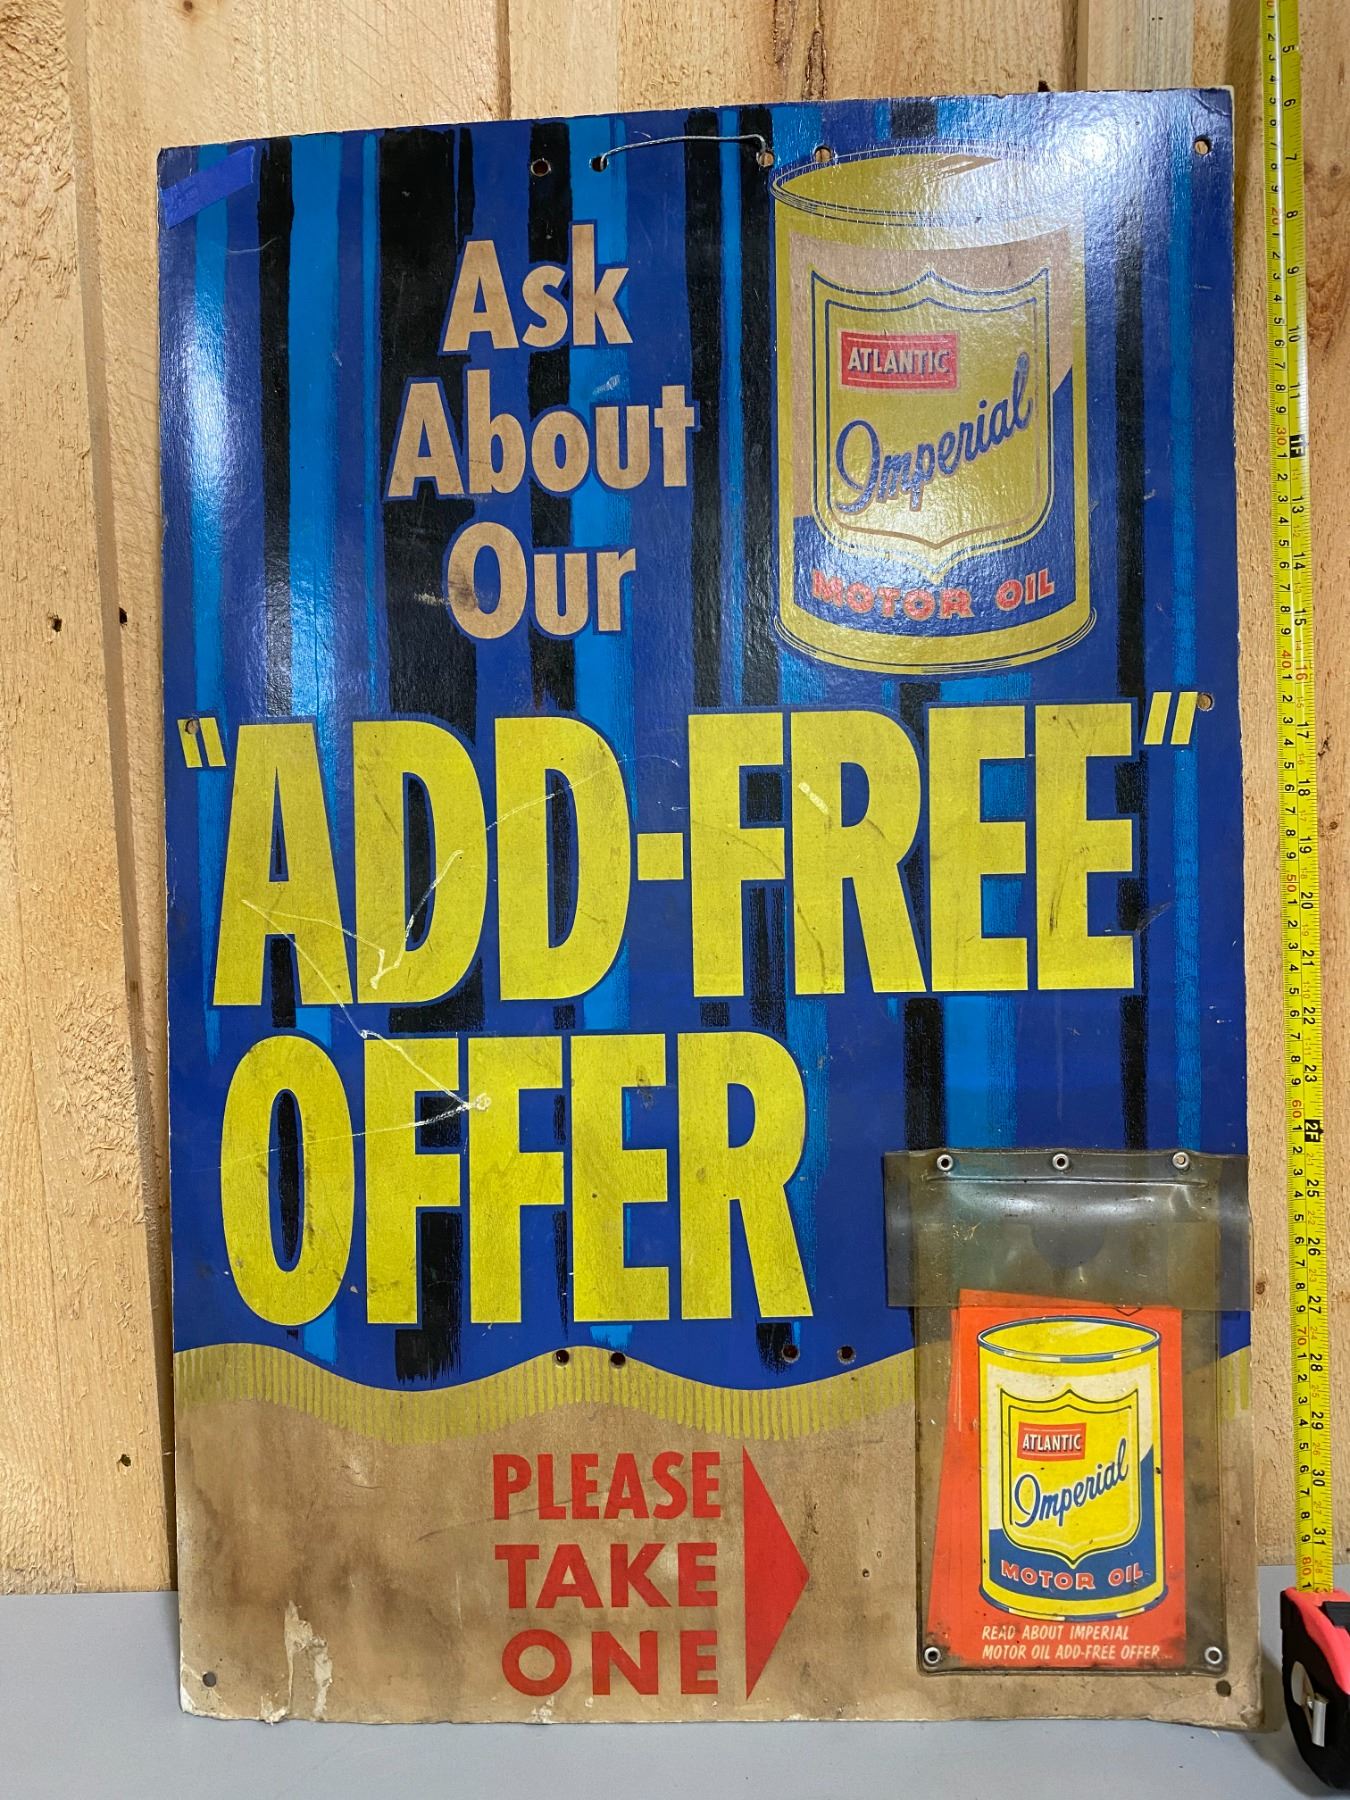 Ask
About
Our
ATLANTIC
Imperial
MOTOR OIL
"ADD-FREE"
OFFER
PLEASE
TAKE
ONE
ATLANTIC
Imperial
MOTOR OIL
READ ABOUT IMPERIAL
MOTOR OIL ADD-FREE OFFER...